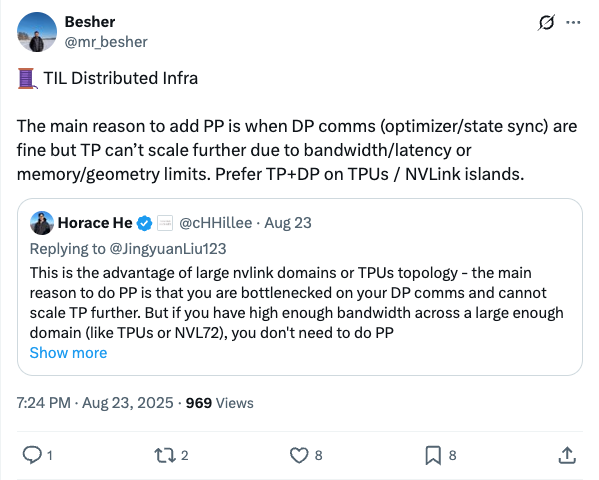 Besher
@mr_besher
🧵 TIL Distributed Infra
The main reason to add PP is when DP comms (optimizer/state sync) are
fine but TP can’t scale further due to bandwidth/latency or
memory/geometry limits. Prefer TP+DP on TPUs / NVLink islands.
Horace He @cHHillee · Aug 23
Replying to @JingyuanLiu123
This is the advantage of large nvlink domains or TPUs topology - the main
reason to do PP is that you are bottlenecked on your DP comms and cannot
scale TP further. But if you have high enough bandwidth across a large enough
domain (like TPUs or NVL72), you don't need to do PP
Show more
7:24 PM · Aug 23, 2025 · 969 Views
1 2 8 8